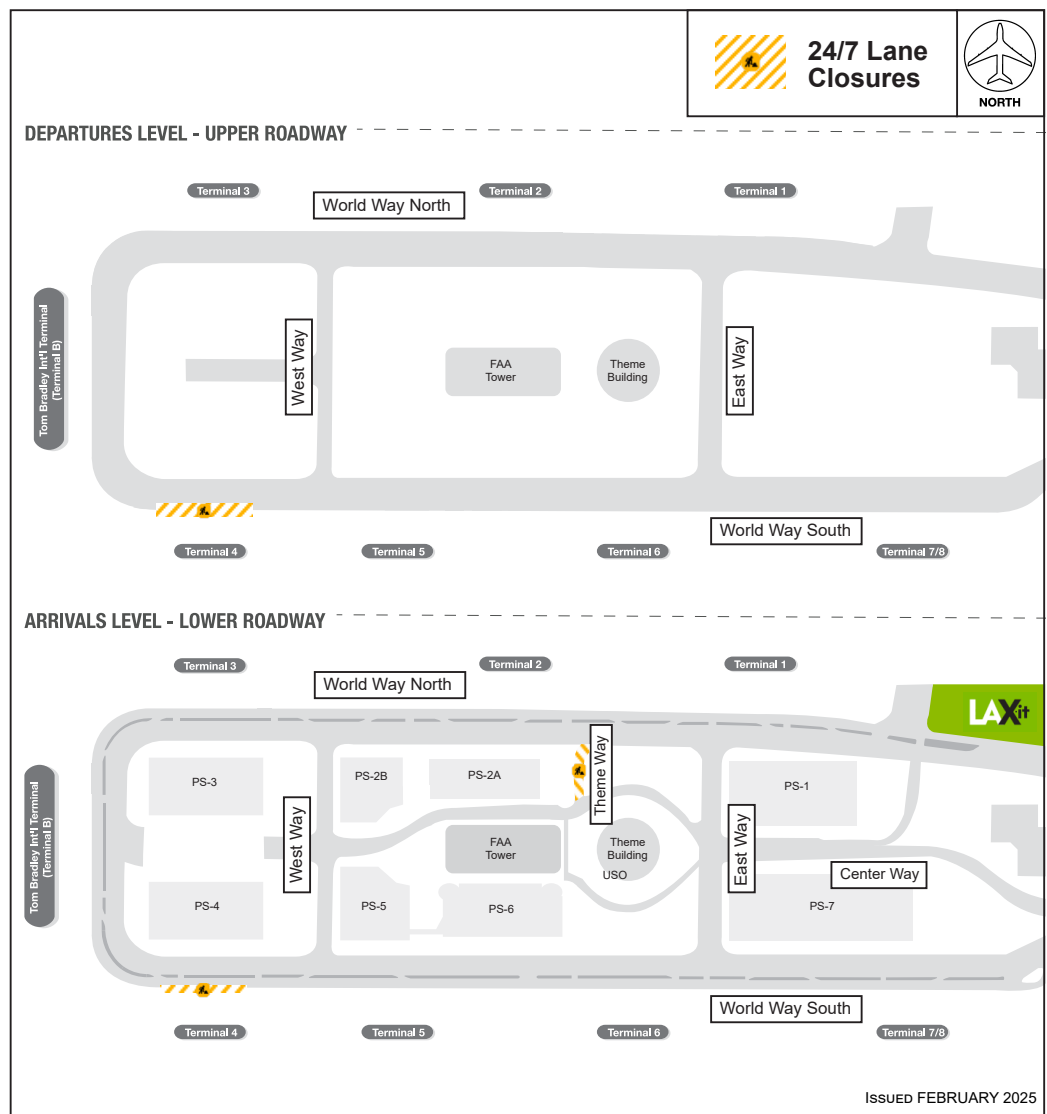 24/7 Lane
Closures
NORTH
DEPARTURES LEVEL - UPPER ROADWAY
Terminal 3
Terminal 2
Terminal 1
World Way North
Tom Bradley Int'l Terminal
(Terminal B)
West Way
FAA
Tower
Theme
Building
East Way
World Way South
Terminal 4
Terminal 5
Terminal 6
Terminal 7/8
ARRIVALS LEVEL - LOWER ROADWAY
Terminal 3
Terminal 2
Terminal 1
World Way North
LAXit
Theme Way
PS-3
PS-2B
PS-2A
PS-1
Tom Bradley Int'l Terminal
(Terminal B)
West Way
FAA
Tower
Theme
Building
USO
East Way
Center Way
PS-4
PS-5
PS-6
PS-7
World Way South
Terminal 4
Terminal 5
Terminal 6
Terminal 7/8
ISSUED FEBRUARY 2025